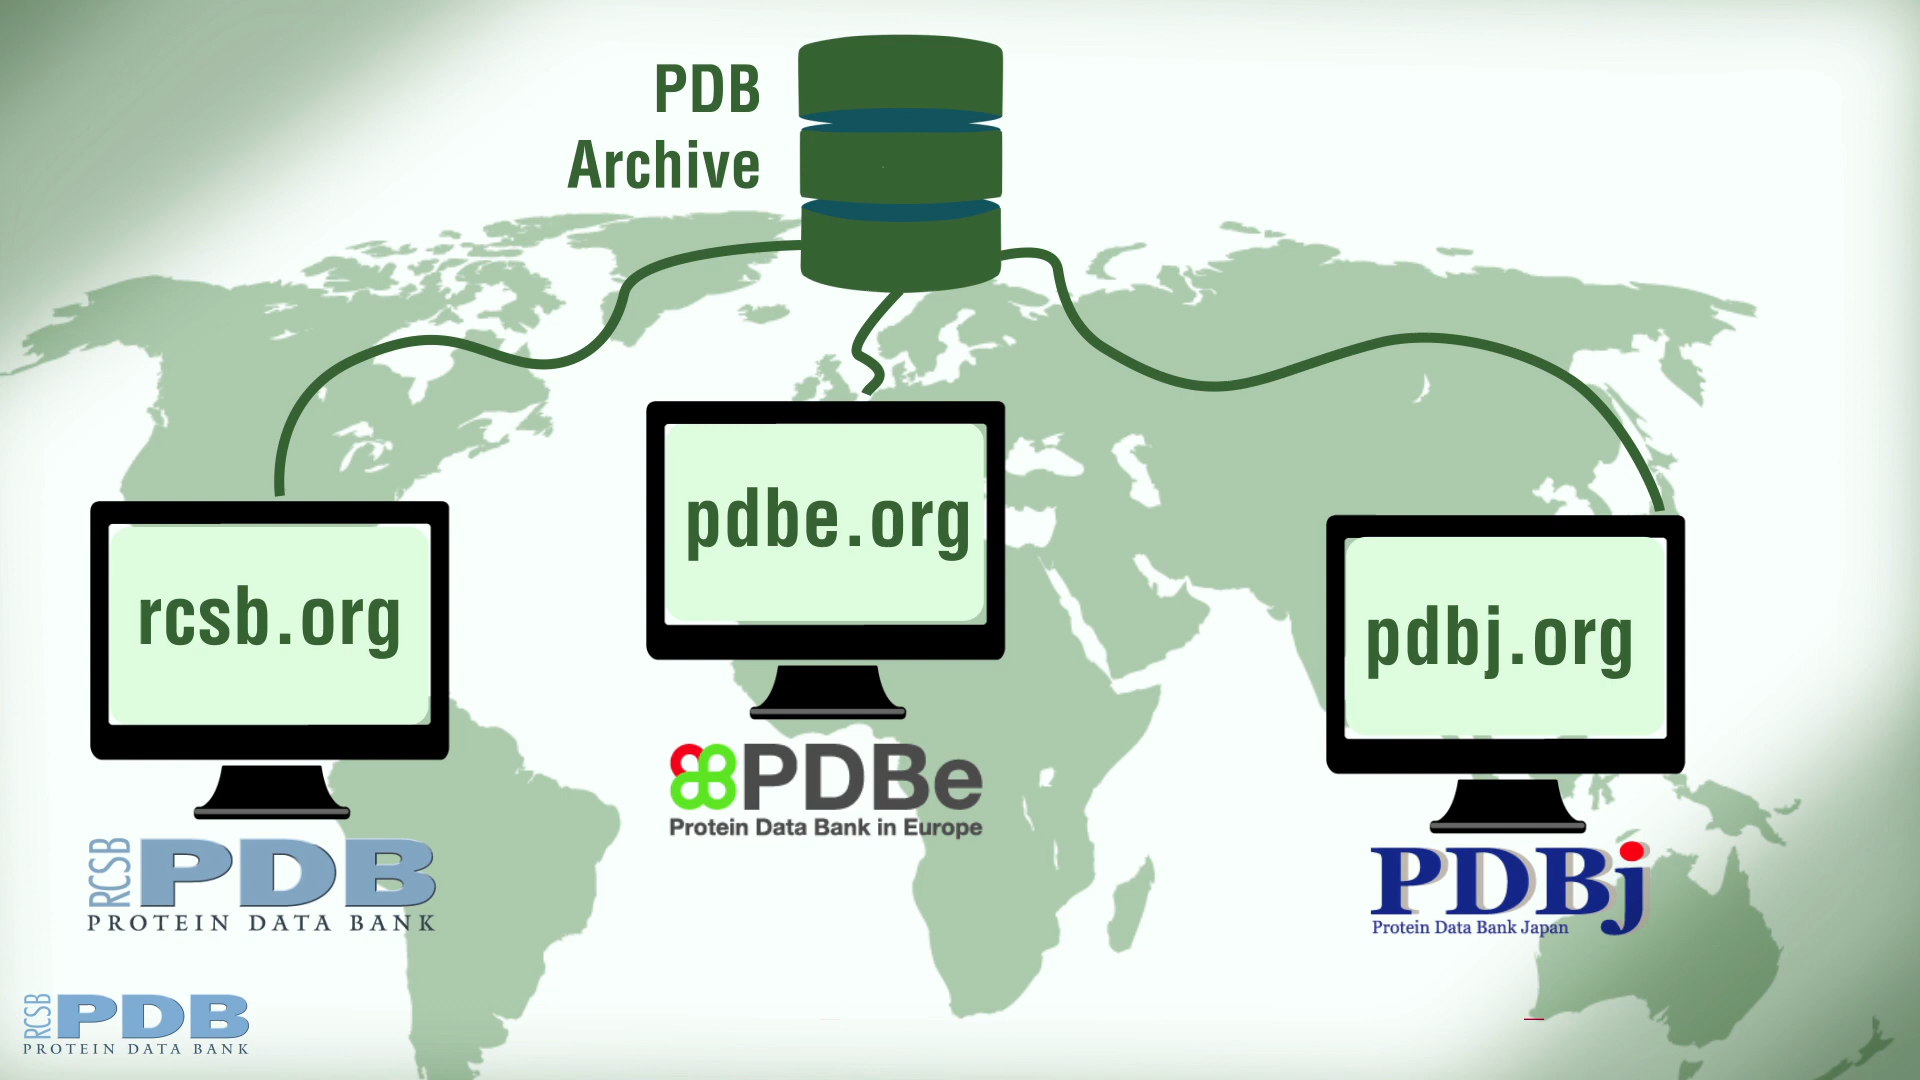 PDB
Archive
rcsb.org
pdbe.org
pdbj.org
PDBe
Protein Data Bank in Europe
RCSB PDB
PROTEIN DATA BANK
PDBj
Protein Data Bank Japan
RCSB PDB
PROTEIN DATA BANK